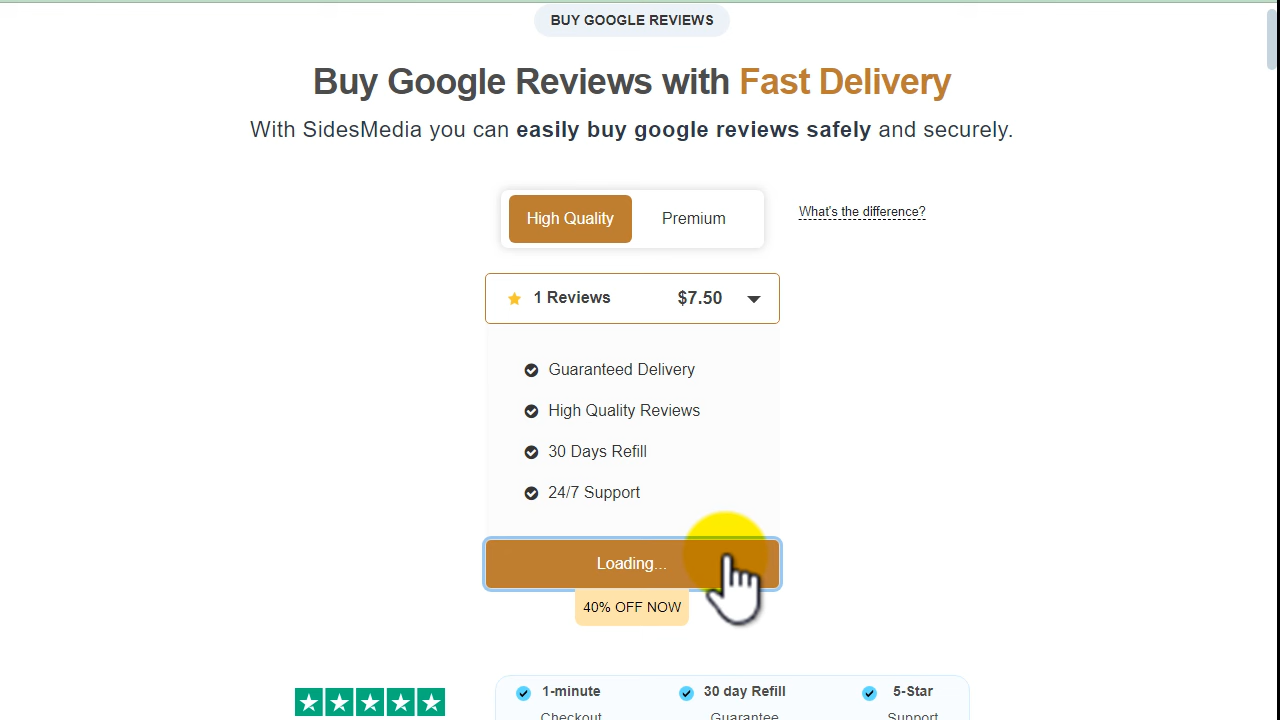 BUY GOOGLE REVIEWS
Buy Google Reviews with Fast Delivery
With SidesMedia you can easily buy google reviews safely and securely.
High Quality
Premium
What's the difference?
1 Reviews $7.50
Guaranteed Delivery
High Quality Reviews
30 Days Refill
24/7 Support
Loading...
40% OFF NOW
1-minute
Checkout
30 day Refill
Guarantee
5-Star
Support